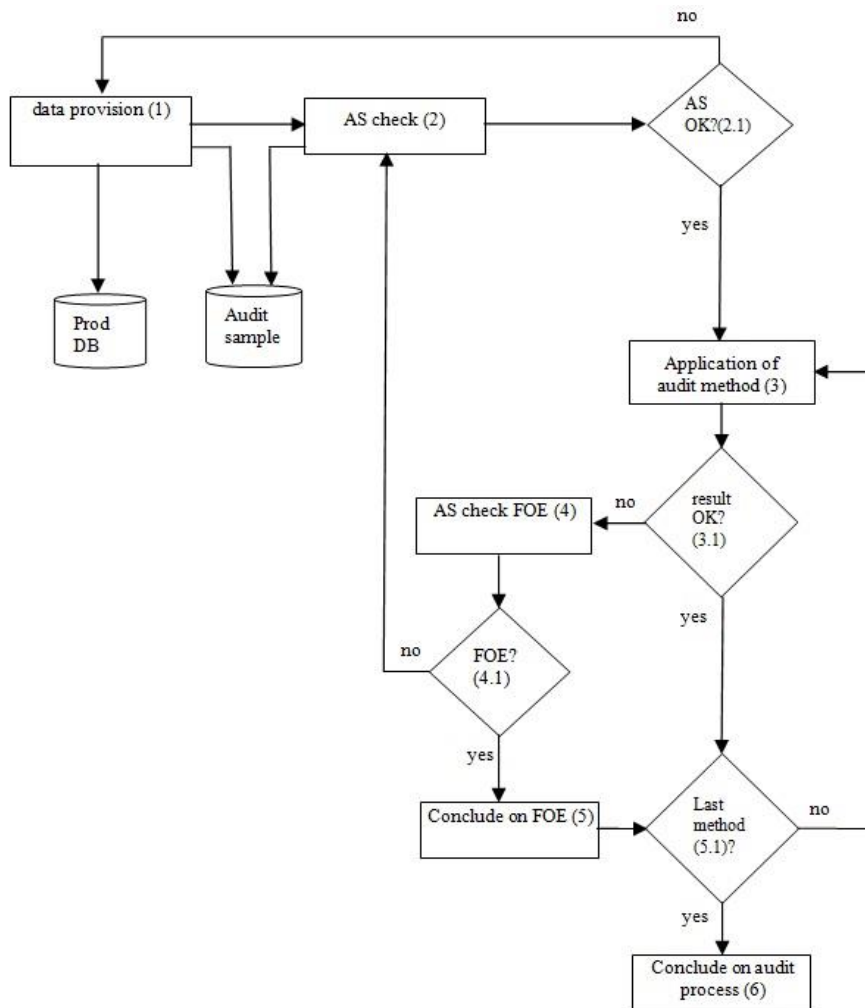 no
data provision (1)
AS check (2)
AS
OK?(2.1)
yes
Prod
DB
Audit
sample
Application of
audit method (3)
AS check FOE (4)
no
result
OK?
(3.1)
yes
no
FOE?
(4.1)
yes
Conclude on FOE (5)
Last
method
(5.1)?
no
yes
Conclude on audit
process (6)